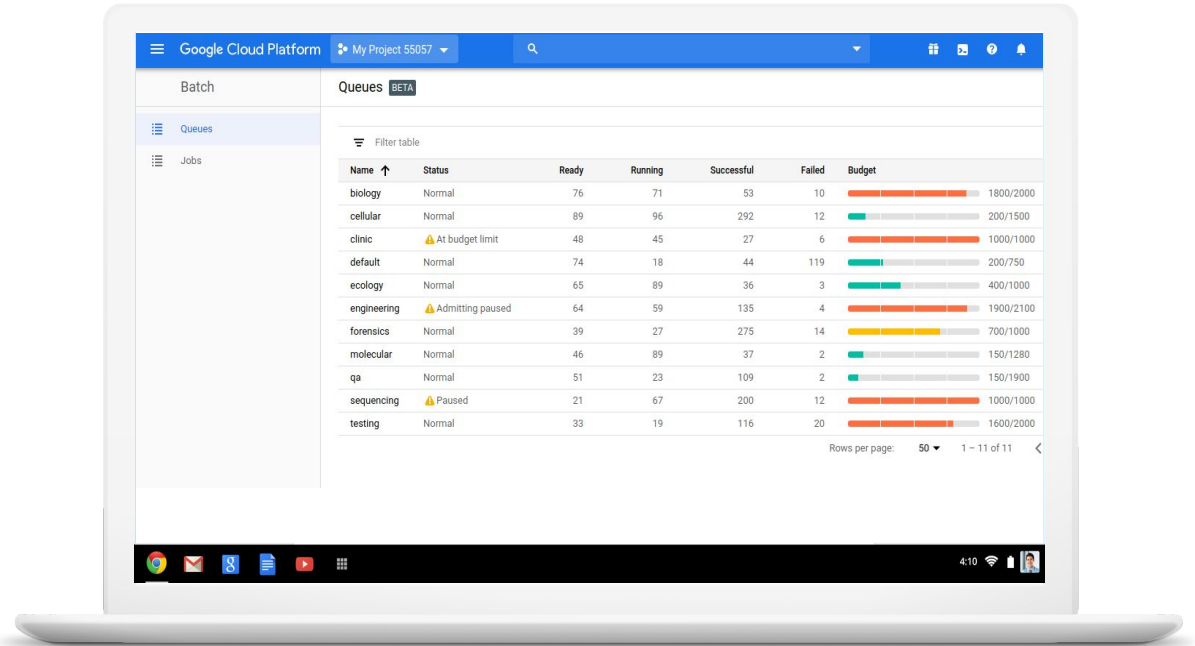 Google Cloud Platform My Project 55057
Batch Queues BETA
Queues
Jobs
Filter table
Name Status Ready Running Successful Failed Budget
biology Normal 76 71 53 10 1800/2000
cellular Normal 89 96 292 12 200/1500
clinic At budget limit 48 45 27 6 1000/1000
default Normal 74 18 44 119 200/750
ecology Normal 65 89 36 3 400/1000
engineering Admitting paused 64 59 135 4 1900/2100
forensics Normal 39 27 275 14 700/1000
molecular Normal 46 89 37 2 150/1280
qa Normal 51 23 109 2 150/1900
sequencing Paused 21 67 200 12 1000/1000
testing Normal 33 19 116 20 1600/2000
Rows per page: 50 1 – 11 of 11
8 4:10